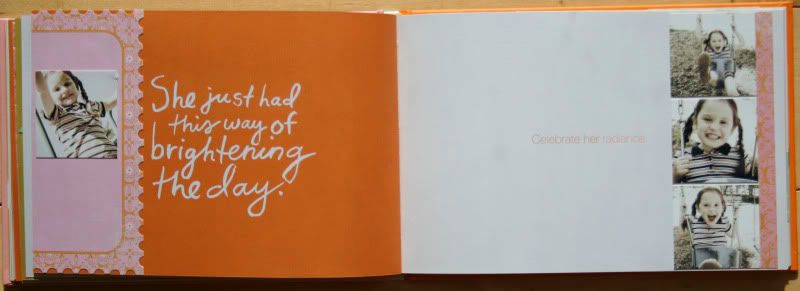 She just had
this way of
brightening
the day.
Celebrate her radiance.